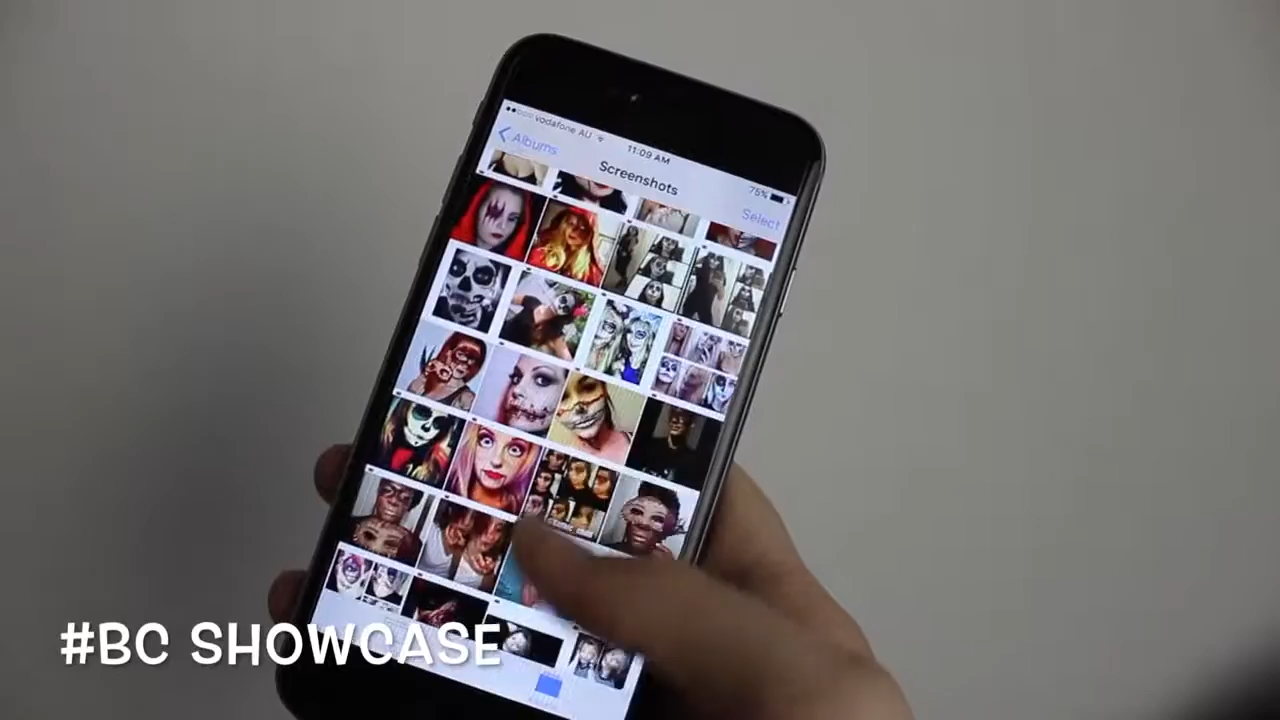 vodafone AU
11:09 AM
75%
Albums
Screenshots
Select
#BC SHOWCASE